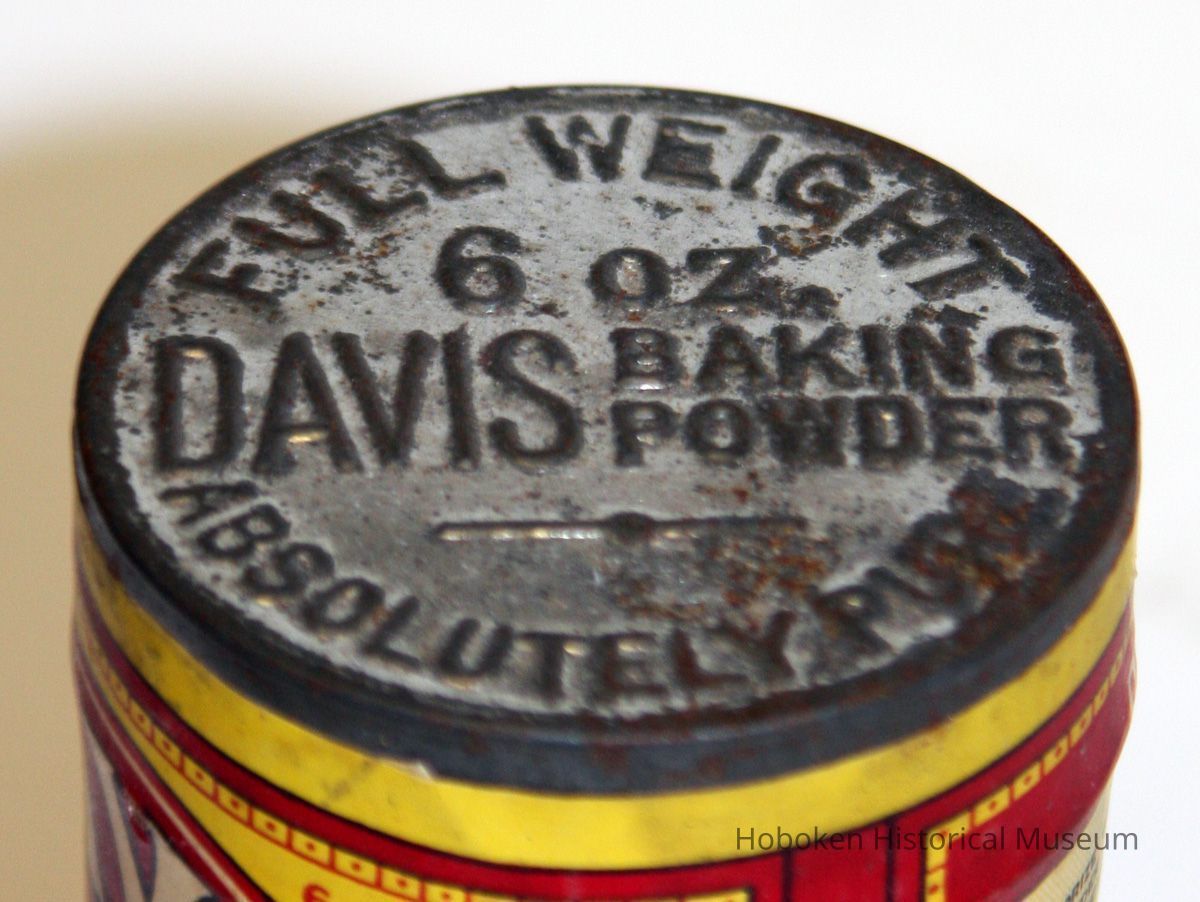 FULL WEIGHT
6 OZ.
DAVIS BAKING
POWDER
ABSOLUTELY PURE
Hoboken Historical Museum